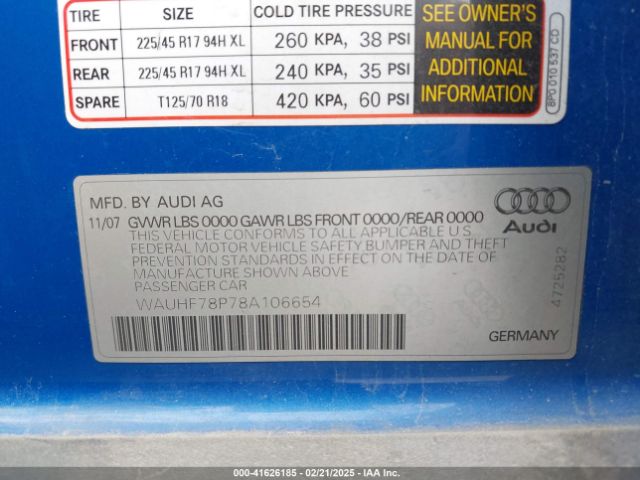 TIRE SIZE COLD TIRE PRESSURE
FRONT 225/45 R17 94H XL 260 KPA, 38 PSI
REAR 225/45 R17 94H XL 240 KPA, 35 PSI
SPARE T125/70 R18 420 KPA, 60 PSI
SEE OWNER'S
MANUAL FOR
ADDITIONAL
INFORMATION
8P0 010 537 CD
MFD. BY AUDI AG
11/07 GVWR LBS 0000 GAWR LBS FRONT 0000/REAR 0000
THIS VEHICLE CONFORMS TO ALL APPLICABLE U.S.
FEDERAL MOTOR VEHICLE SAFETY BUMPER AND THEFT
PREVENTION STANDARDS IN EFFECT ON THE DATE OF
MANUFACTURE SHOWN ABOVE
PASSENGER CAR
WAUHF78P78A106654
Audi
4725282
GERMANY
000-41626185 - 02/21/2025 - IAA Inc.